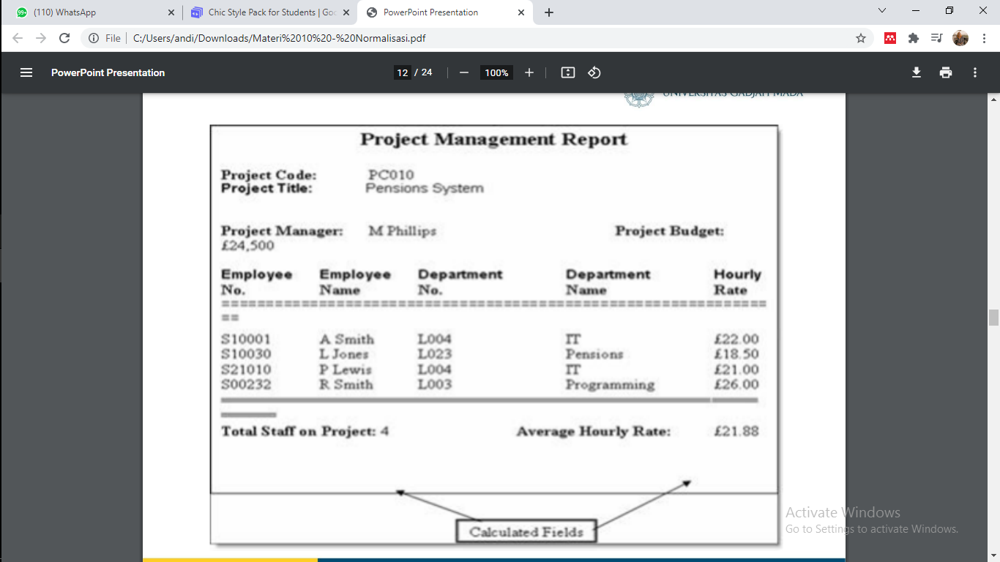 99+ (110) WhatsApp
Chic Style Pack for Students | Goo
PowerPoint Presentation
File C:/Users/andi/Downloads/Materi%2010%20-%20Normalisasi.pdf
PowerPoint Presentation 12 / 24 100%
UNIVERSITAS GADJAH MADA
Project Management Report
Project Code: PC010
Project Title: Pensions System
Project Manager: M Phillips Project Budget:
£24,500
Employee Employee Department Department Hourly
No. Name No. Name Rate
S10001 A Smith L004 IT £22.00
S10030 L Jones L023 Pensions £18.50
S21010 P Lewis L004 IT £21.00
S00232 R Smith L003 Programming £26.00
Total Staff on Project: 4 Average Hourly Rate: £21.88
Calculated Fields
Activate Windows
Go to Settings to activate Windows.